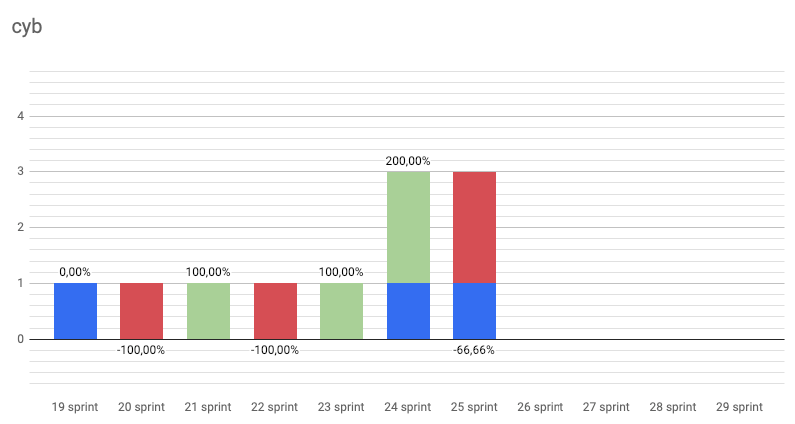 cyb
4
3
2
1
0
200,00%
0,00%
100,00%
100,00%
-100,00%
-100,00%
-66,66%
19 sprint
20 sprint
21 sprint
22 sprint
23 sprint
24 sprint
25 sprint
26 sprint
27 sprint
28 sprint
29 sprint